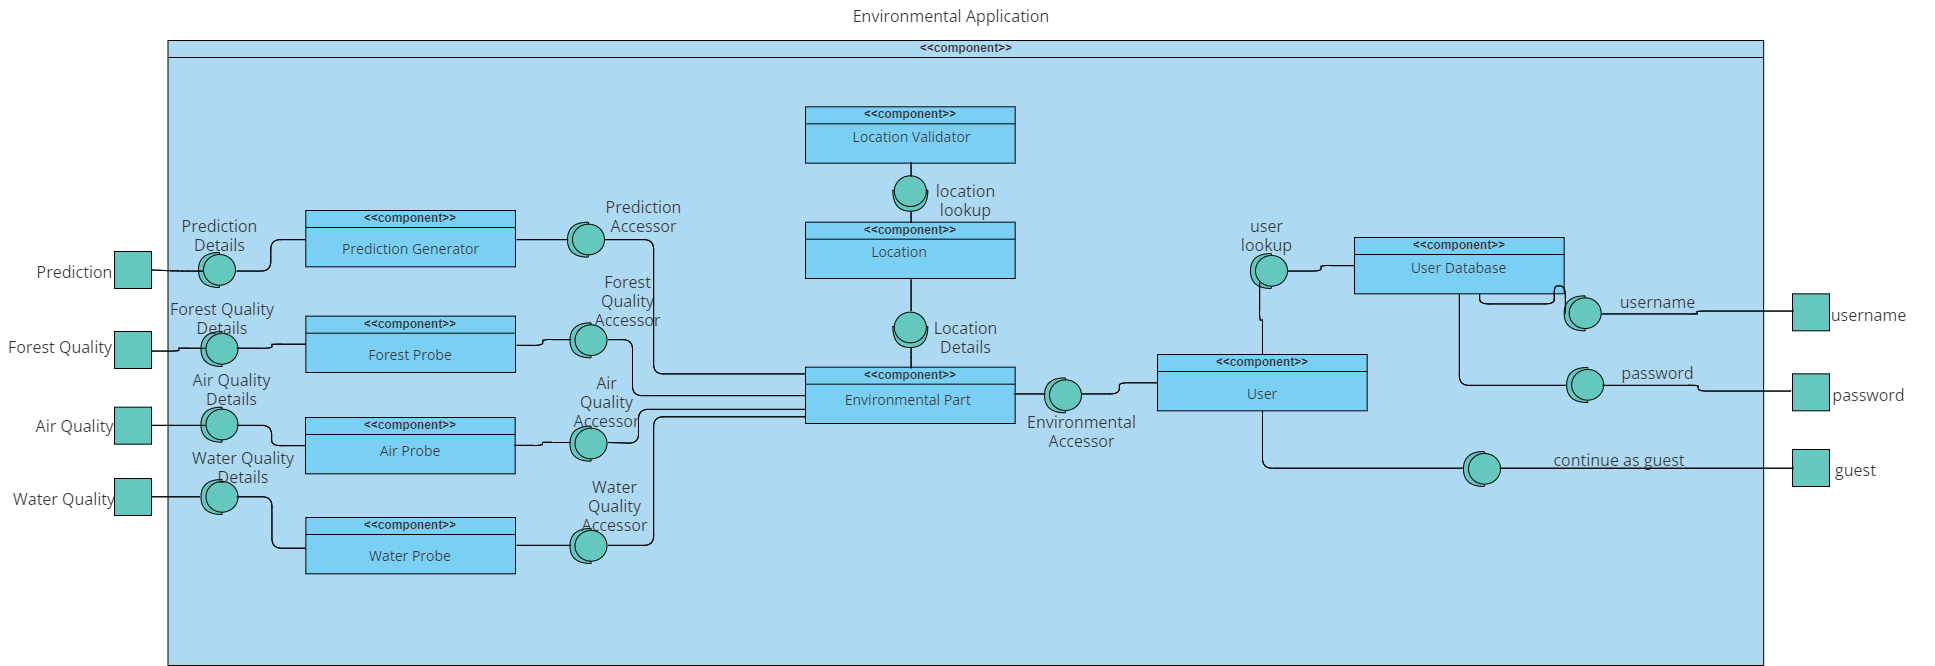 Environmental Application
<<component>>
<<component>>
Location Validator
location
lookup
<<component>>
Location
Location
Details
Prediction
Prediction
Details
<<component>>
Prediction Generator
Prediction
Accessor
Forest Quality
Forest Quality
Details
<<component>>
Forest Probe
Forest
Quality
Accessor
Air Quality
Air Quality
Details
<<component>>
Air Probe
Air
Quality
Accessor
Water Quality
Water Quality
Details
<<component>>
Water Probe
Water
Quality
Accessor
<<component>>
Environmental Part
Environmental
Accessor
<<component>>
User
user
lookup
<<component>>
User Database
username
username
password
password
continue as guest
guest